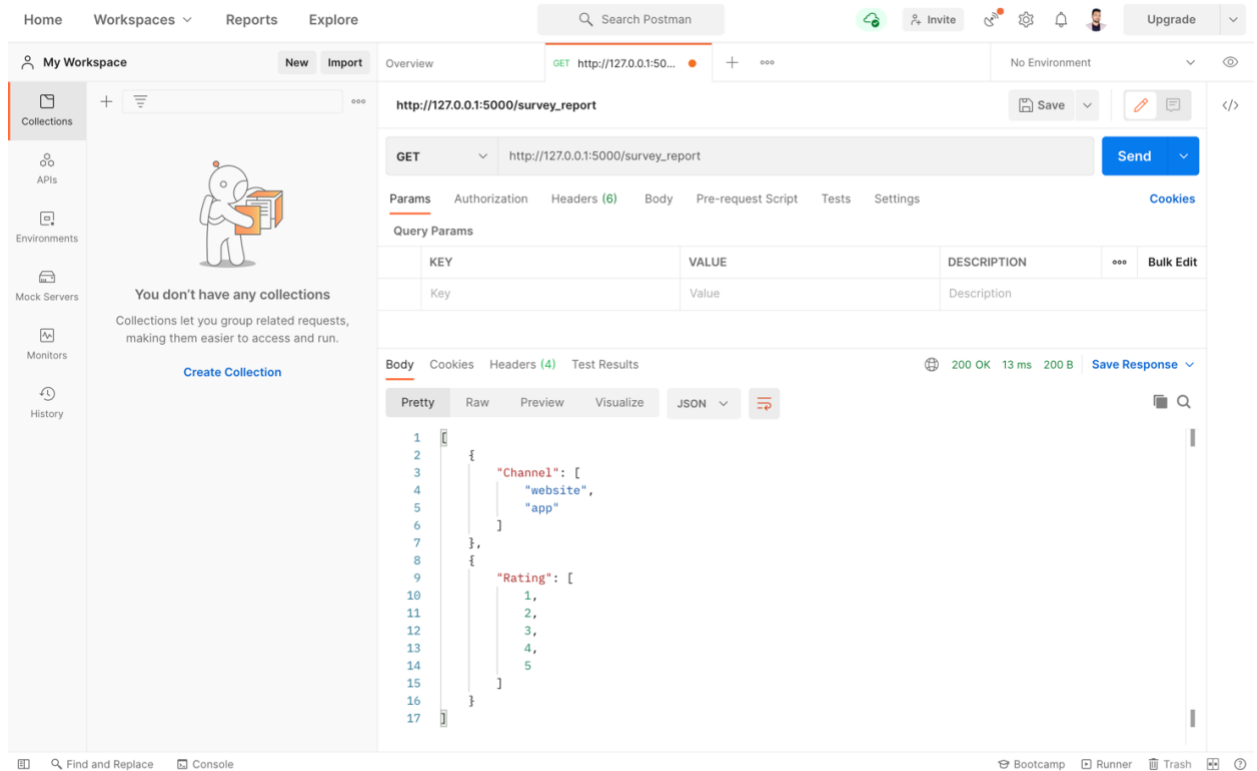 Home Workspaces Reports Explore Search Postman Invite Upgrade
My Workspace New Import
Overview GET http://127.0.0.1:50... No Environment
Collections
APIs
Environments
Mock Servers
Monitors
History
You don't have any collections
Collections let you group related requests,
making them easier to access and run.
Create Collection
http://127.0.0.1:5000/survey_report Save
GET http://127.0.0.1:5000/survey_report Send
Params Authorization Headers (6) Body Pre-request Script Tests Settings Cookies
Query Params
KEY VALUE DESCRIPTION Bulk Edit
Key Value Description
Body Cookies Headers (4) Test Results 200 OK 13 ms 200 B Save Response
Pretty Raw Preview Visualize JSON
1 [
2 {
3 "Channel": [
4 "website",
5 "app"
6 ]
7 },
8 {
9 "Rating": [
10 1,
11 2,
12 3,
13 4,
14 5
15 ]
16 }
17 ]
Find and Replace Console Bootcamp Runner Trash